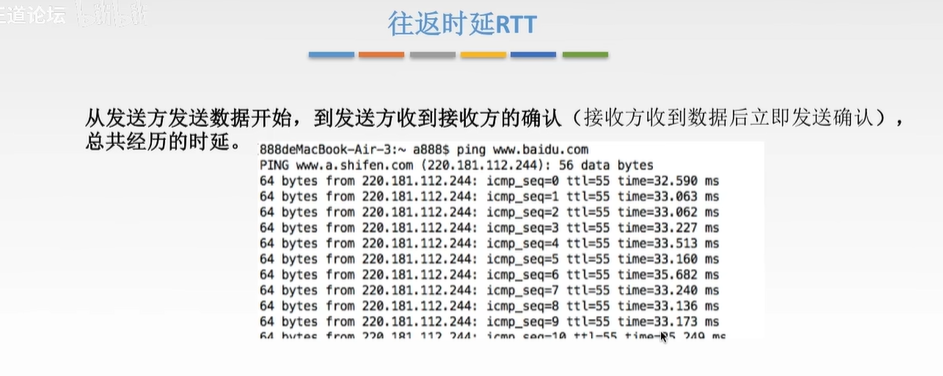 王道论坛
往返时延RTT
从发送方发送数据开始，到发送方收到接收方的确认（接收方收到数据后立即发送确认），
总共经历的时延。
888deMacBook-Air-3:~ a888$ ping www.baidu.com
PING www.a.shifen.com (220.181.112.244): 56 data bytes
64 bytes from 220.181.112.244: icmp_seq=0 ttl=55 time=32.590 ms
64 bytes from 220.181.112.244: icmp_seq=1 ttl=55 time=33.063 ms
64 bytes from 220.181.112.244: icmp_seq=2 ttl=55 time=33.062 ms
64 bytes from 220.181.112.244: icmp_seq=3 ttl=55 time=33.227 ms
64 bytes from 220.181.112.244: icmp_seq=4 ttl=55 time=33.513 ms
64 bytes from 220.181.112.244: icmp_seq=5 ttl=55 time=33.160 ms
64 bytes from 220.181.112.244: icmp_seq=6 ttl=55 time=35.682 ms
64 bytes from 220.181.112.244: icmp_seq=7 ttl=55 time=33.240 ms
64 bytes from 220.181.112.244: icmp_seq=8 ttl=55 time=33.136 ms
64 bytes from 220.181.112.244: icmp_seq=9 ttl=55 time=33.173 ms
64 bytes from 220.181.112.244: icmp_seq=10 ttl=55 ms